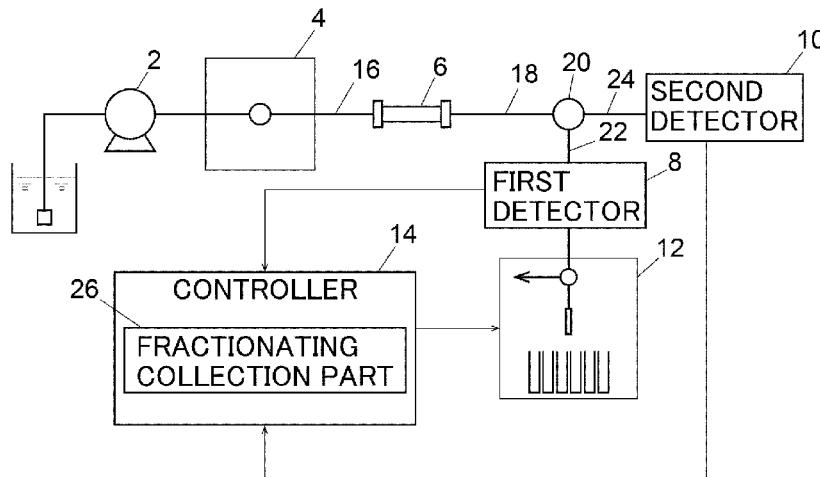 4
10
2
16
6
18
20
24
SECOND
DETECTOR
22
8
FIRST
DETECTOR
14
12
CONTROLLER
26
FRACTIONATING
COLLECTION PART